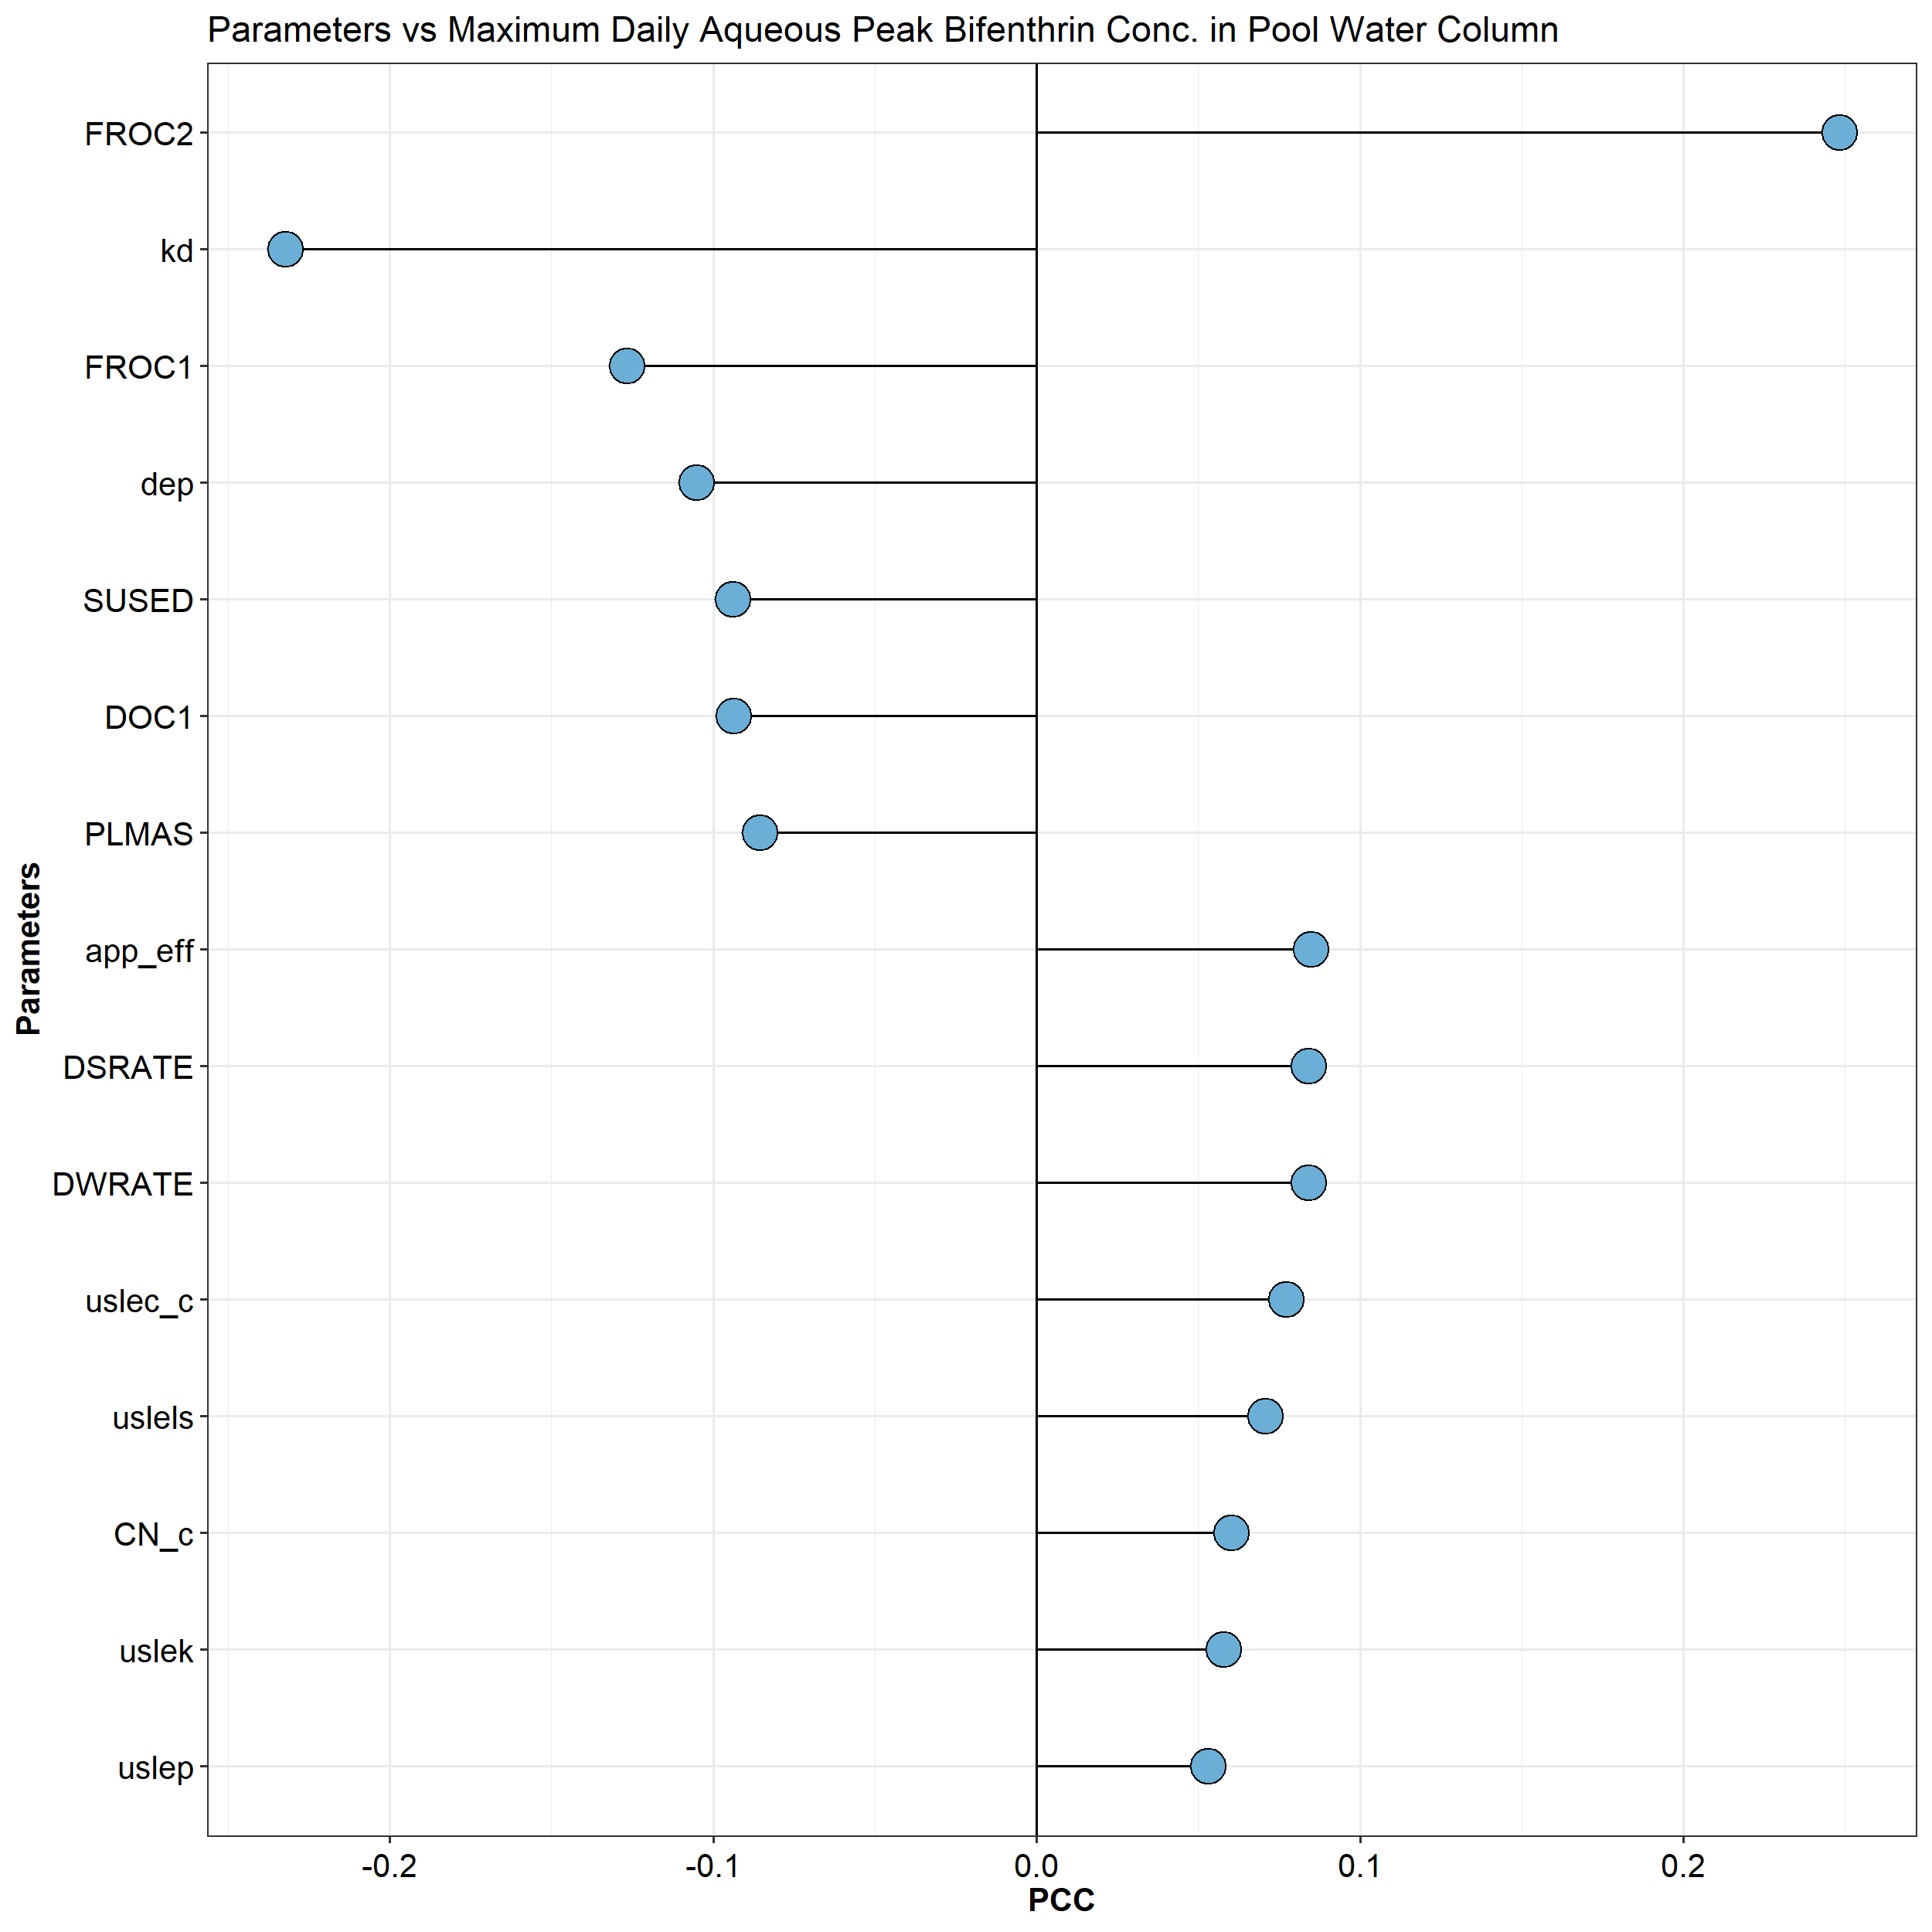 Parameters vs Maximum Daily Aqueous Peak Bifenthrin Conc. in Pool Water Column
Parameters
FROC2
kd
FROC1
dep
SUSED
DOC1
PLMAS
app_eff
DSRATE
DWRATE
uslec_c
uslels
CN_c
uslek
uslep
-0.2 -0.1 0.0 0.1 0.2
PCC